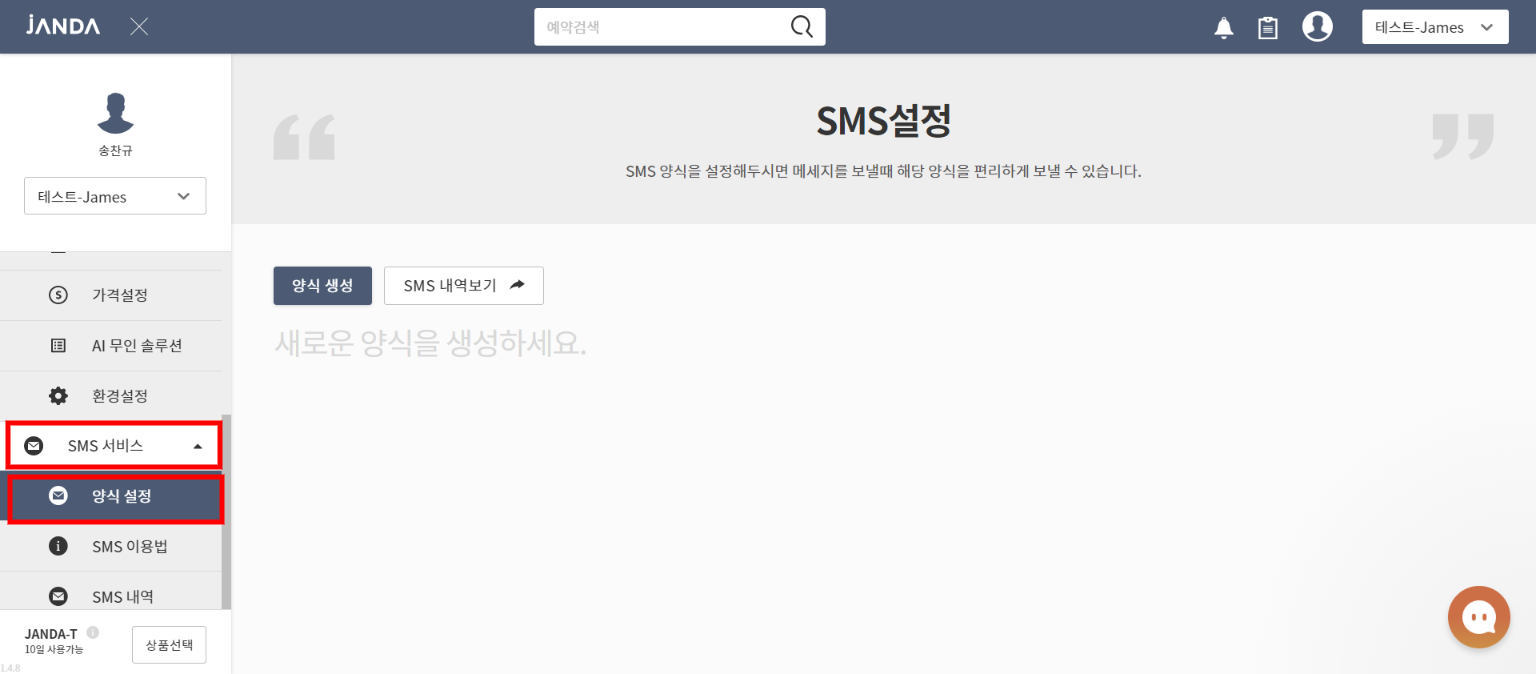 JANDA
예약검색
테스트-James
송찬규
테스트-James
가격설정
AI 무인 솔루션
환경설정
SMS 서비스
양식 설정
SMS 이용법
SMS 내역
JANDA-T
10일 사용가능
상품선택
1.4.8
SMS설정
SMS 양식을 설정해두시면 메세지를 보낼때 해당 양식을 편리하게 보낼 수 있습니다.
양식 생성
SMS 내역보기
새로운 양식을 생성하세요.